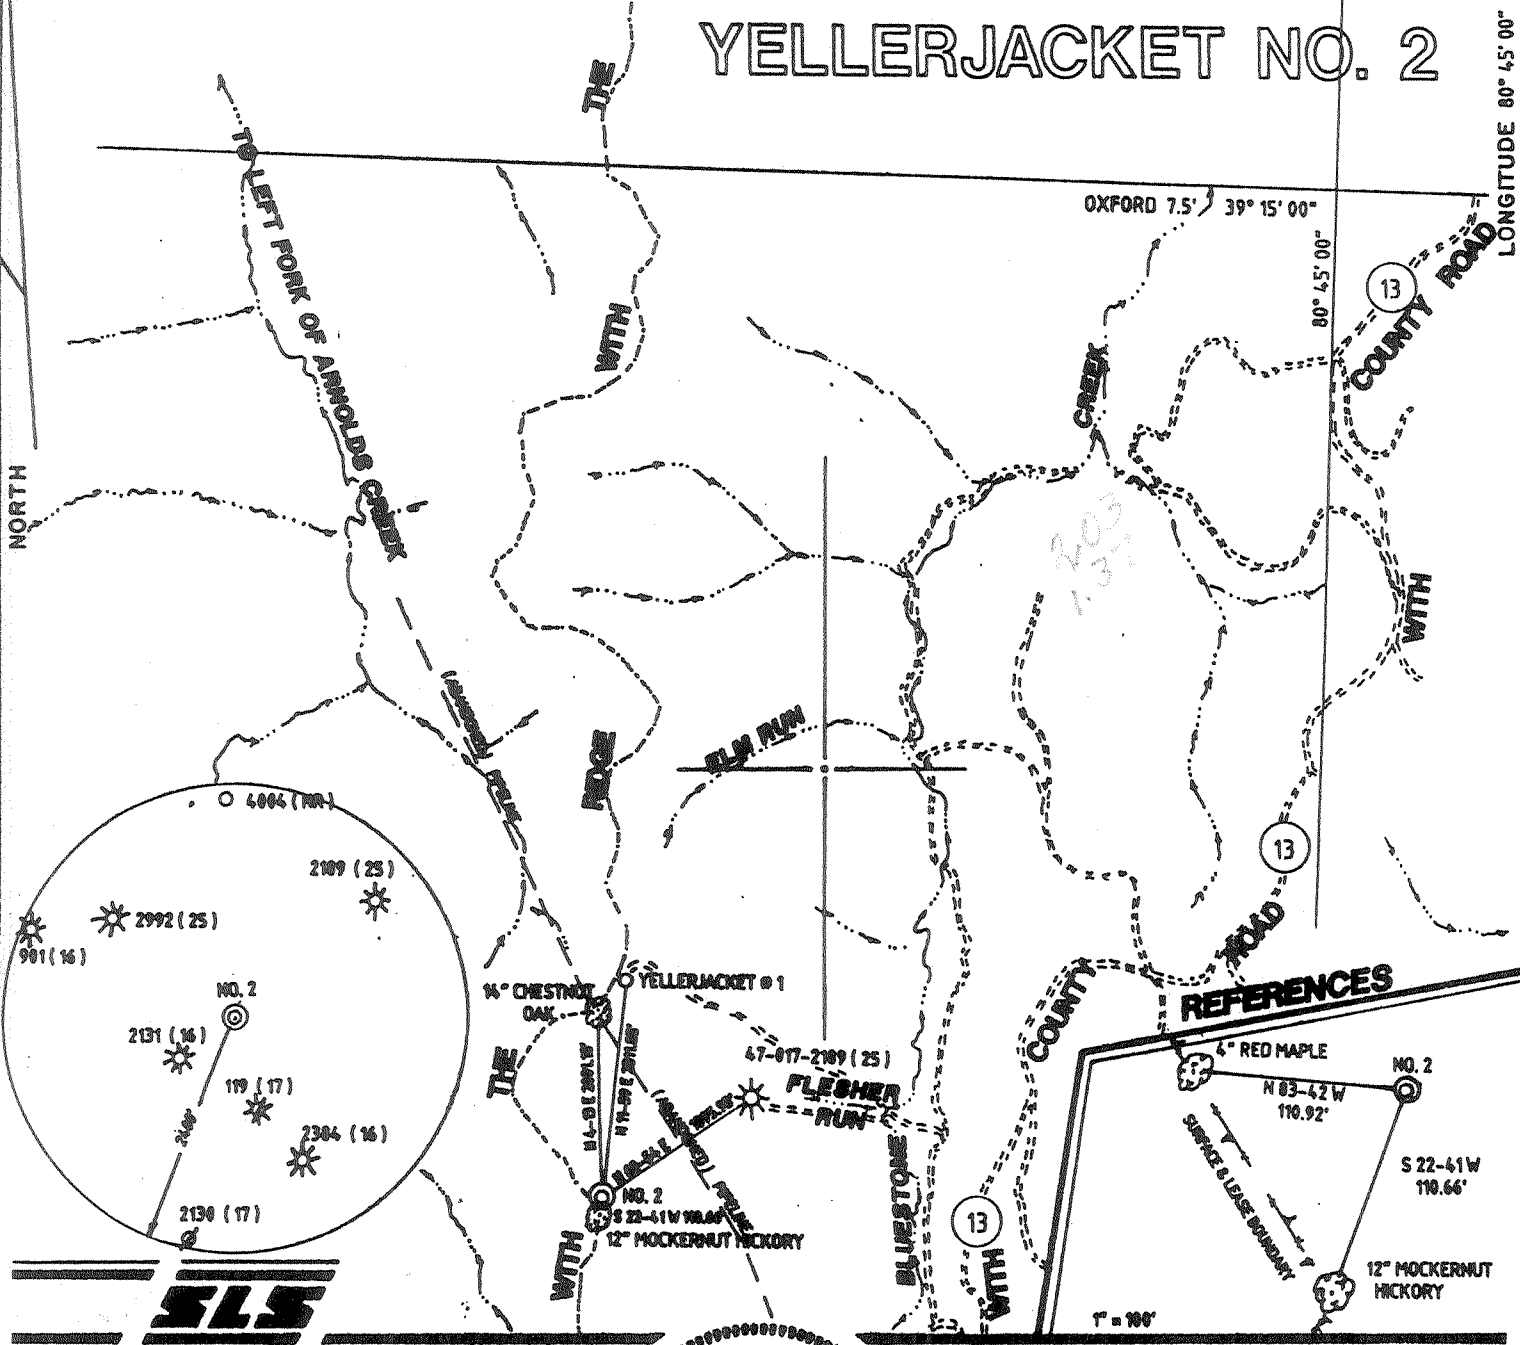 YELLERJACKET NO. 2
LONGITUDE 80° 45' 00"
THE
TO LEFT FORK OF ARNOLDS CREEK
OXFORD 7.5' 39° 15' 00"
80° 45' 00"
13
COUNTY ROAD
WITH
CREEK
NORTH
WITH
RIDGE
ELM RUN
13
ROAD
COUNTY
4004 (NA)
2109 (25)
2992 (25)
901 (16)
NO. 2
2131 (16)
119 (17)
2304 (16)
2400'
2130 (17)
14" CHESTNUT
OAK
YELLERJACKET # 1
THE
47-017-2109 (25)
FLESHER
RUN
PIPELINE
NO. 2
S 22-41 W 110.66'
12" MOCKERNUT HICKORY
WITH
BLUESTONE
13
WITH
REFERENCES
4" RED MAPLE
NO. 2
N 83-42 W
110.92'
SURFACE & LEASE BOUNDARY
S 22-41 W
110.66'
12" MOCKERNUT
HICKORY
1" = 100'
SLS